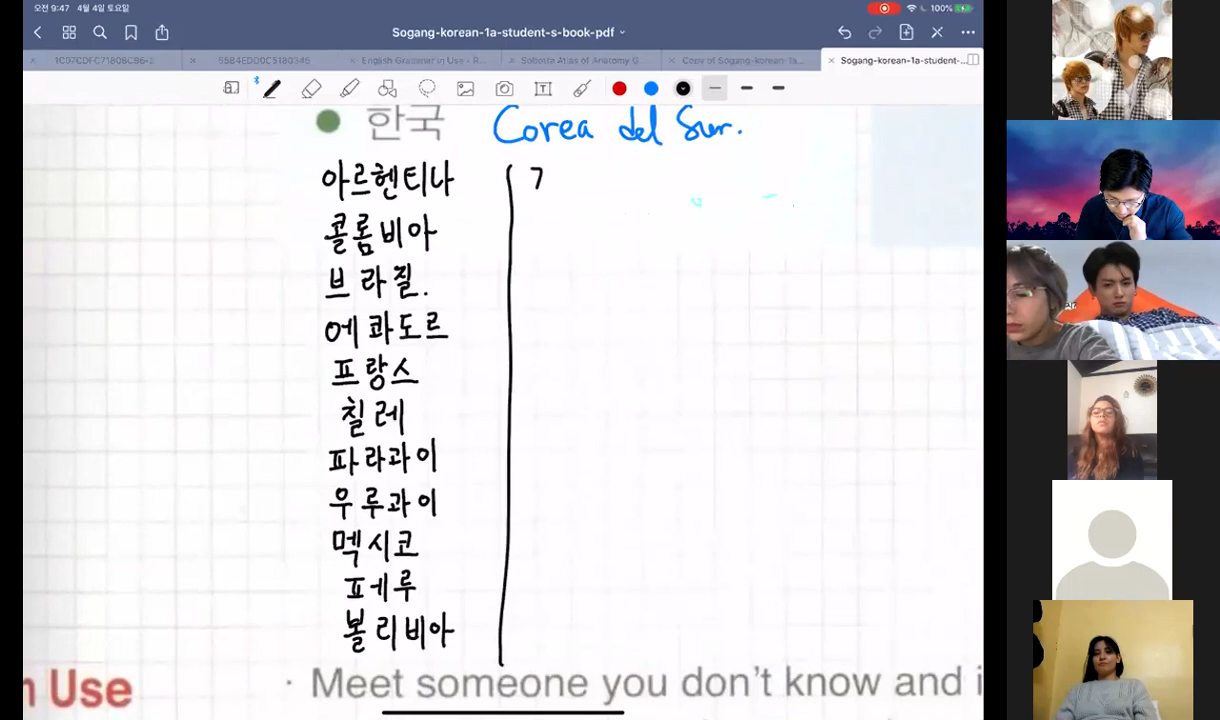 오전 9:47 4월 4일 토요일
100%
Sogang-korean-1a-student-s-book-pdf
1C07CDFC71808C86-2
55B4ED00C5180345
English Grammar in Use - R...
Sobotta Atlas of Anatomy
Copy of Sogang-korean-1a...
Sogang-korean-1a-student-...
한국 Corea del Sur.
아르헨티나 ㄱ
콜롬비아
브라질.
에콰도르
프랑스
칠레
파라과이
우루과이
멕시코
페루
볼리비아
Use
· Meet someone you don't know and i